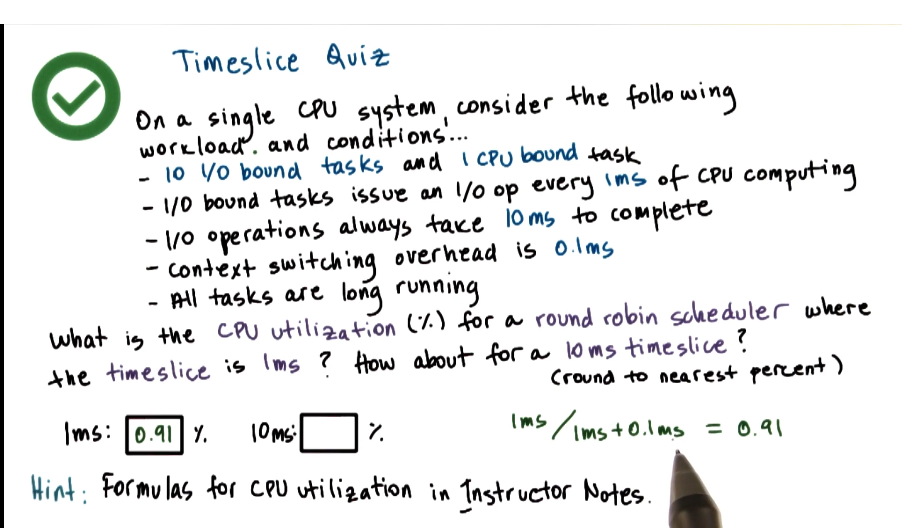 Timeslice Quiz
On a single CPU system, consider the following
workload. and conditions...
- 10 I/O bound tasks and 1 CPU bound task
- I/O bound tasks issue an I/O op every 1ms of CPU computing
- I/O operations always take 10ms to complete
- context switching overhead is 0.1ms
- All tasks are long running
What is the CPU utilization (%) for a round robin scheduler where
the timeslice is 1ms? How about for a 10ms timeslice?
(round to nearest percent)
1ms: 0.91 % 10ms: % 1ms/1ms+0.1ms = 0.91
Hint: Formulas for CPU utilization in Instructor Notes.